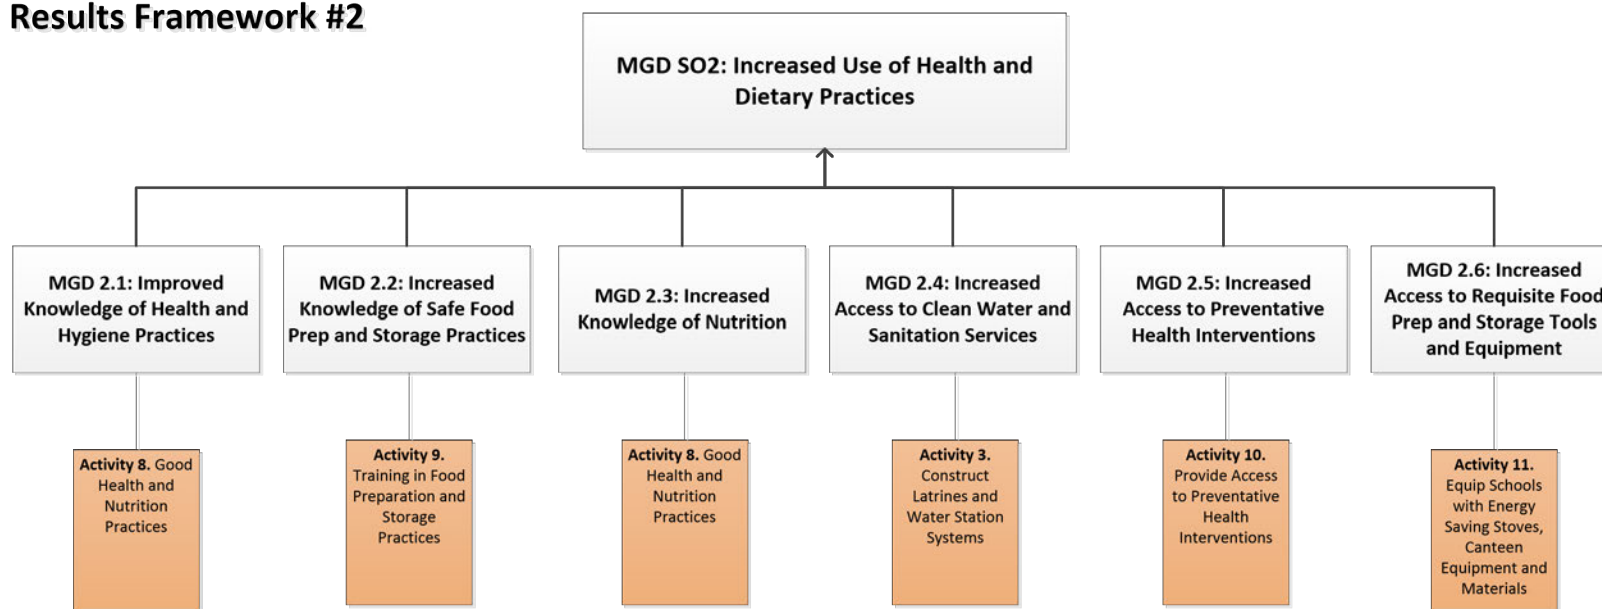 Results Framework #2
MGD SO2: Increased Use of Health and
Dietary Practices
MGD 2.1: Improved
Knowledge of Health and
Hygiene Practices
MGD 2.2: Increased
Knowledge of Safe Food
Prep and Storage Practices
MGD 2.3: Increased
Knowledge of Nutrition
MGD 2.4: Increased
Access to Clean Water and
Sanitation Services
MGD 2.5: Increased
Access to Preventative
Health Interventions
MGD 2.6: Increased
Access to Requisite Food
Prep and Storage Tools
and Equipment
Activity 8. Good
Health and
Nutrition
Practices
Activity 9.
Training in Food
Preparation and
Storage
Practices
Activity 8. Good
Health and
Nutrition
Practices
Activity 3.
Construct
Latrines and
Water Station
Systems
Activity 10.
Provide Access
to Preventative
Health
Interventions
Activity 11.
Equip Schools
with Energy
Saving Stoves,
Canteen
Equipment and
Materials